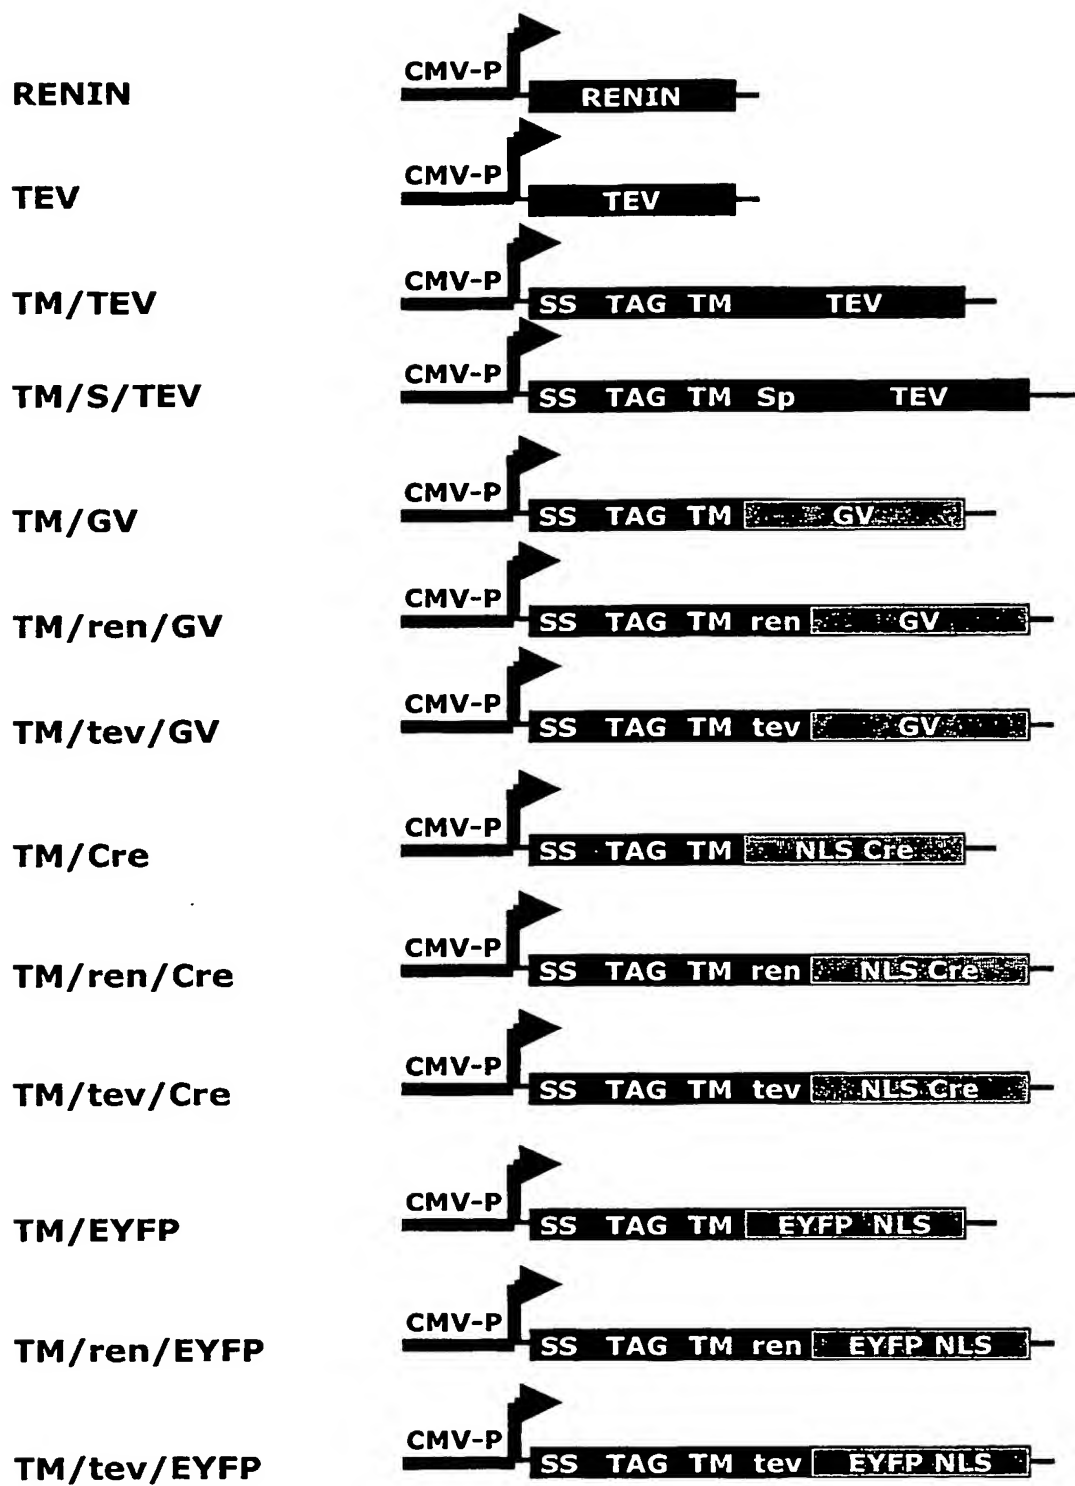 RENIN CMV-P RENIN
TEV CMV-P TEV
TM/TEV CMV-P SS TAG TM TEV
TM/S/TEV CMV-P SS TAG TM Sp TEV
TM/GV CMV-P SS TAG TM GV
TM/ren/GV CMV-P SS TAG TM ren GV
TM/tev/GV CMV-P SS TAG TM tev GV
TM/Cre CMV-P SS TAG TM NLS Cre
TM/ren/Cre CMV-P SS TAG TM ren NLS Cre
TM/tev/Cre CMV-P SS TAG TM tev NLS Cre
TM/EYFP CMV-P SS TAG TM EYFP NLS
TM/ren/EYFP CMV-P SS TAG TM ren EYFP NLS
TM/tev/EYFP CMV-P SS TAG TM tev EYFP NLS